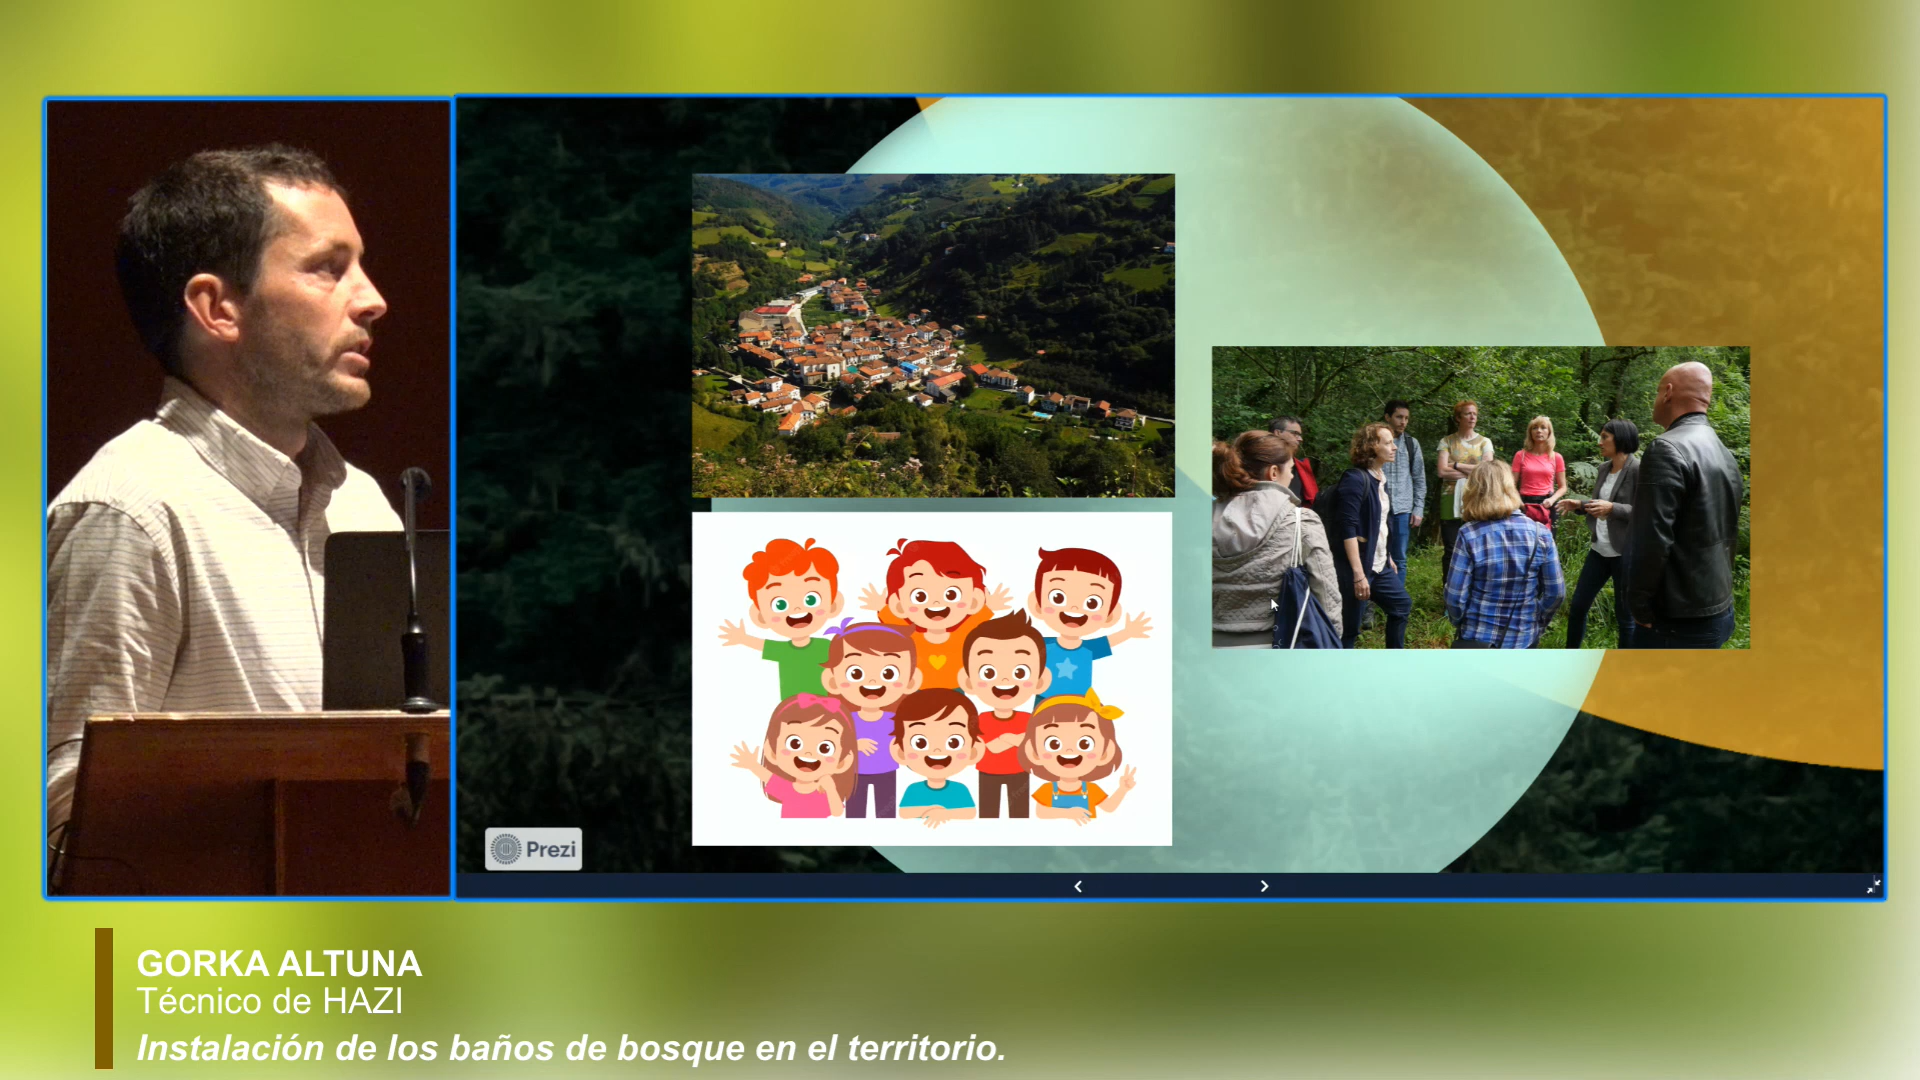 Prezi
GORKA ALTUNA
Técnico de HAZI
Instalación de los baños de bosque en el territorio.